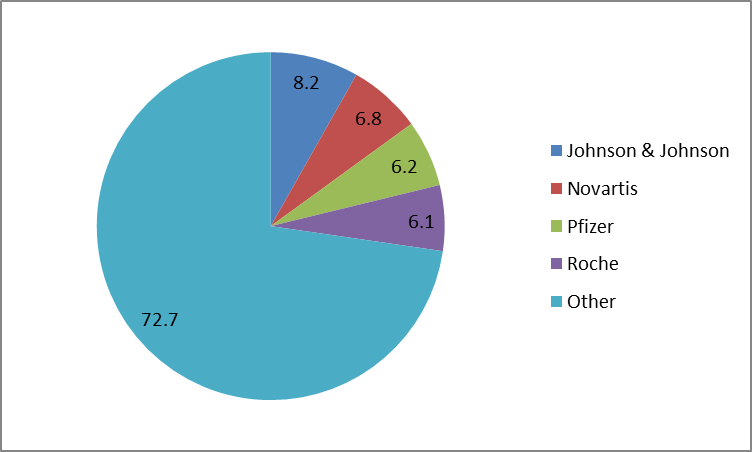 8.2
6.8
6.2
6.1
72.7
Johnson & Johnson
Novartis
Pfizer
Roche
Other